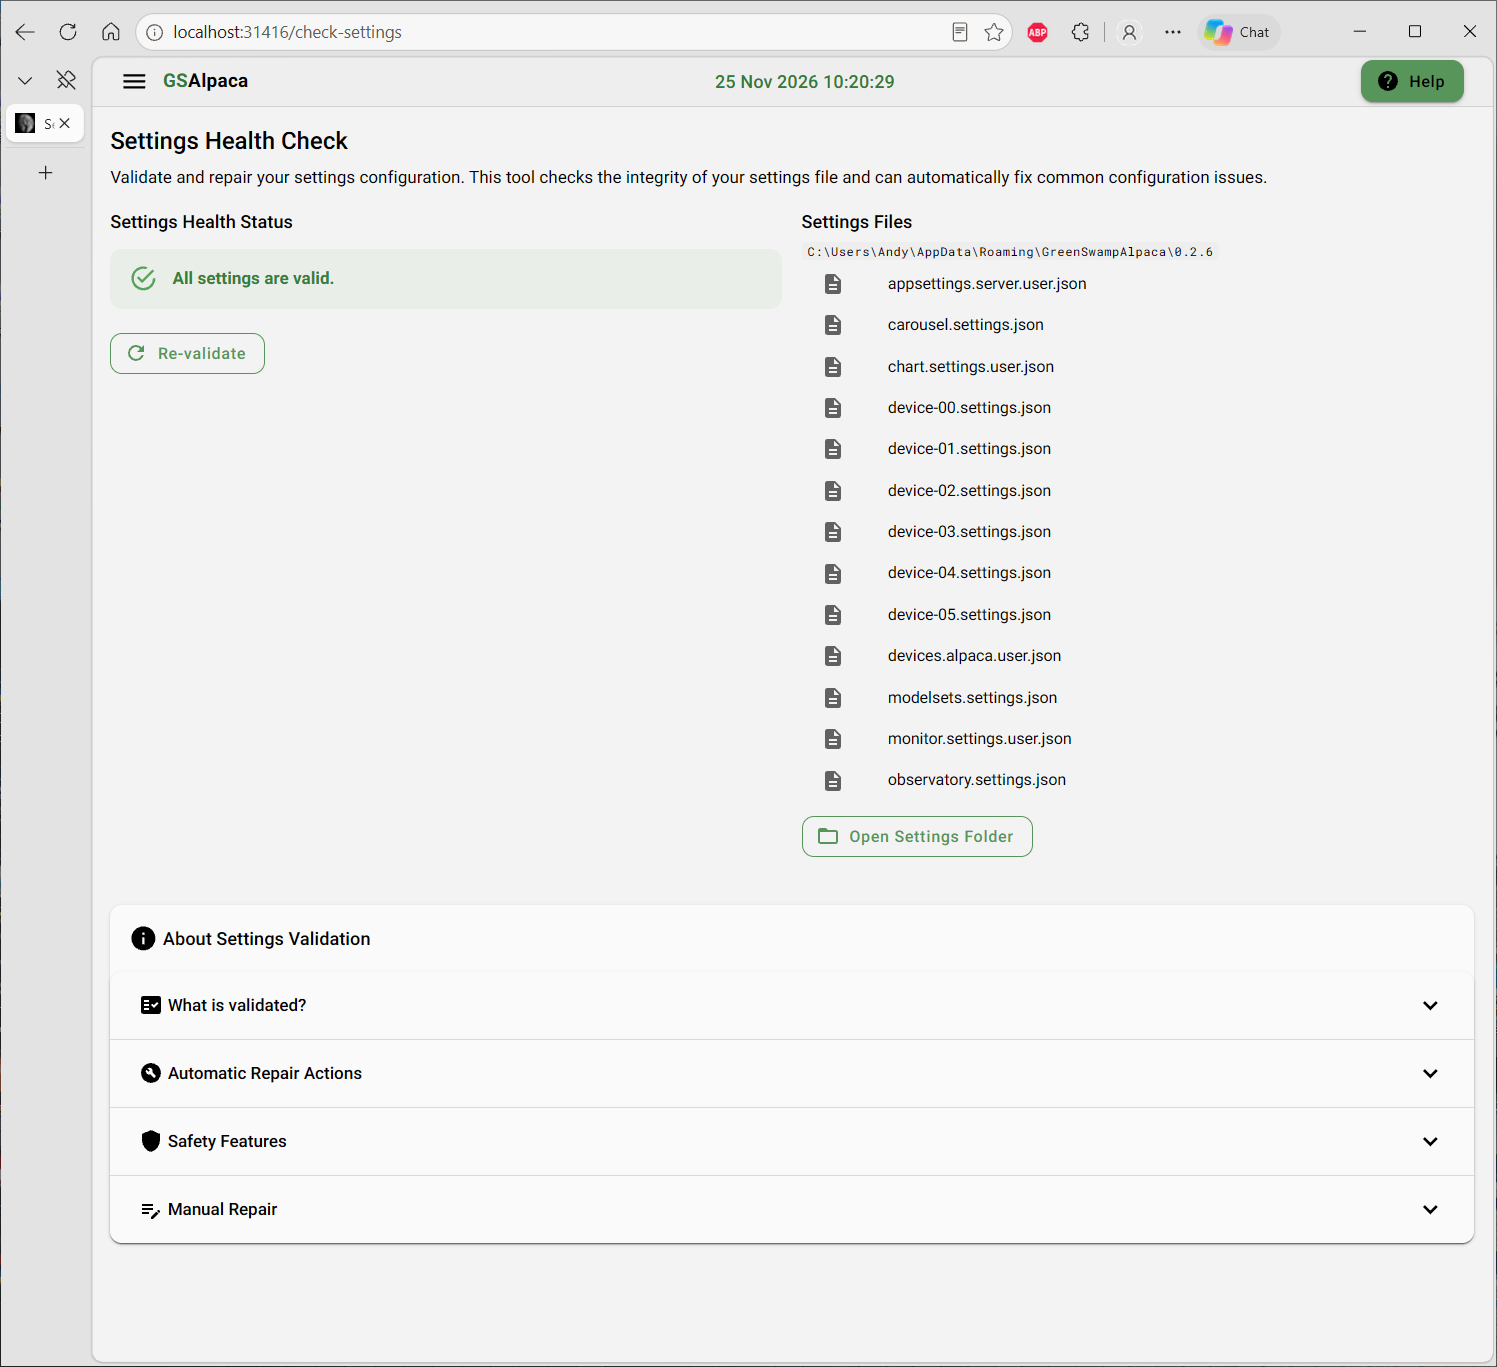 localhost:31416/check-settings
ABP
Chat
GSAlpaca
25 Nov 2026 10:20:29
Help
Settings Health Check
Validate and repair your settings configuration. This tool checks the integrity of your settings file and can automatically fix common configuration issues.
Settings Health Status
All settings are valid.
Re-validate
Settings Files
C:\Users\Andy\AppData\Roaming\GreenSwampAlpaca\0.2.6
appsettings.server.user.json
carousel.settings.json
chart.settings.user.json
device-00.settings.json
device-01.settings.json
device-02.settings.json
device-03.settings.json
device-04.settings.json
device-05.settings.json
devices.alpaca.user.json
modelsets.settings.json
monitor.settings.user.json
observatory.settings.json
Open Settings Folder
About Settings Validation
What is validated?
Automatic Repair Actions
Safety Features
Manual Repair